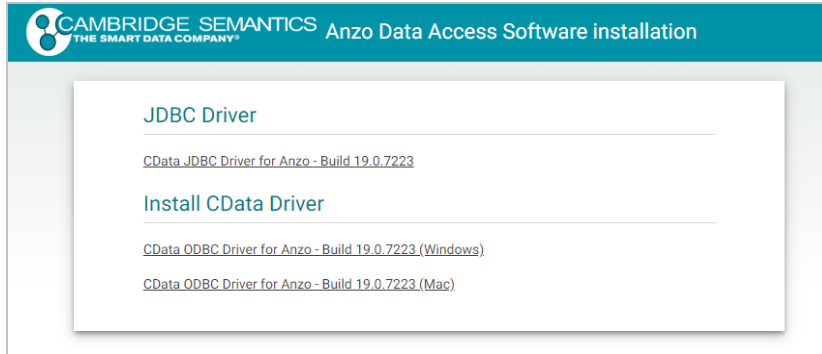 CAMBRIDGE SEMANTICS
THE SMART DATA COMPANY®
Anzo Data Access Software installation
JDBC Driver
CData JDBC Driver for Anzo - Build 19.0.7223
Install CData Driver
CData ODBC Driver for Anzo - Build 19.0.7223 (Windows)
CData ODBC Driver for Anzo - Build 19.0.7223 (Mac)